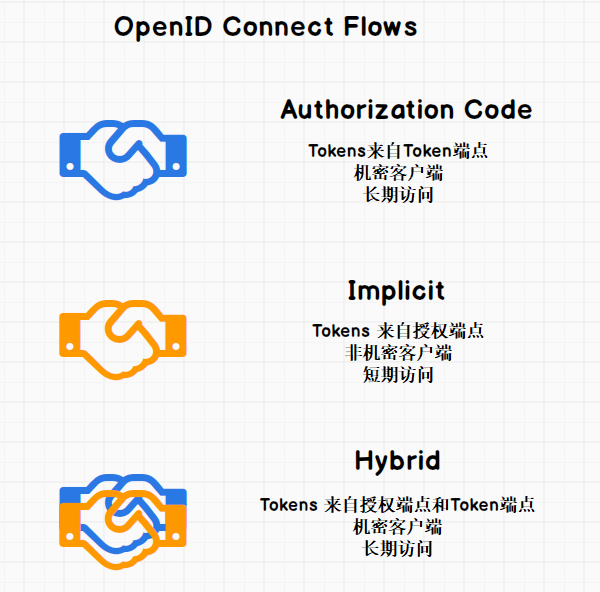 OpenID Connect Flows
Authorization Code
Tokens来自Token端点
机密客户端
长期访问
Implicit
Tokens 来自授权端点
非机密客户端
短期访问
Hybrid
Tokens 来自授权端点和Token端点
机密客户端
长期访问